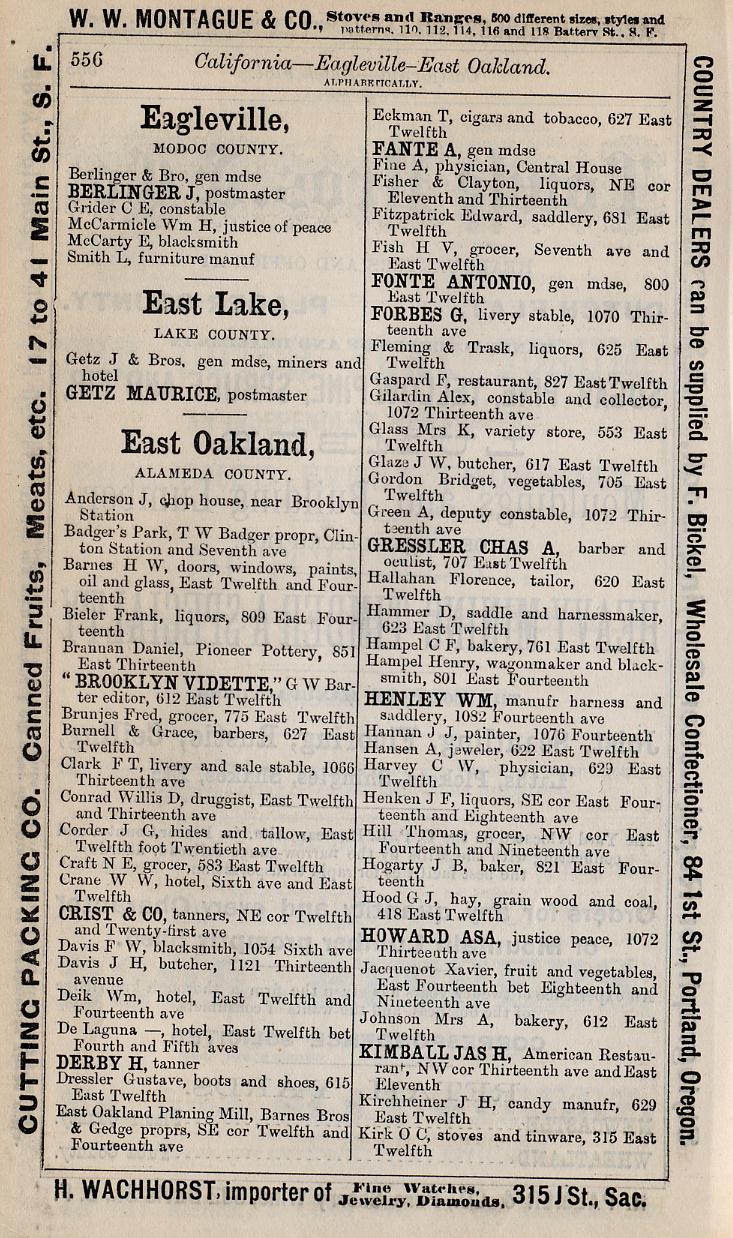 W. W. MONTAGUE & CO., Stoves and Ranges, 500 different sizes, styles and
patterns, 110, 112, 114, 116 and 118 Battery St., S. F.
556 California—Eagleville-East Oakland.
ALPHABETICALLY.
Eagleville,
MODOC COUNTY.
Berlinger & Bro, gen mdse
BERLINGER J, postmaster
Grider C E, constable
McCarmicle Wm H, justice of peace
McCarty E, blacksmith
Smith L, furniture manuf
East Lake,
LAKE COUNTY.
Getz J & Bros, gen mdse, miners and
hotel
GETZ MAURICE, postmaster
East Oakland,
ALAMEDA COUNTY.
Anderson J, chop house, near Brooklyn
Station
Badger's Park, T W Badger propr, Clin-
ton Station and Seventh ave
Barnes H W, doors, windows, paints,
oil and glass, East Twelfth and Four-
teenth
Bieler Frank, liquors, 809 East Four-
teenth
Brannan Daniel, Pioneer Pottery, 851
East Thirteenth
"BROOKLYN VIDETTE," G W Bar-
ter editor, 612 East Twelfth
Brunjes Fred, grocer, 775 East Twelfth
Burnell & Grace, barbers, 627 East
Twelfth
Clark F T, livery and sale stable, 1066
Thirteenth ave
Conrad Willis D, druggist, East Twelfth
and Thirteenth ave
Corder J G, hides and tallow, East
Twelfth foot Twentieth ave
Craft N E, grocer, 583 East Twelfth
Crane W W, hotel, Sixth ave and East
Twelfth
CRIST & CO, tanners, NE cor Twelfth
and Twenty-first ave
Davis F W, blacksmith, 1054 Sixth ave
Davis J H, butcher, 1121 Thirteenth
avenue
Deik Wm, hotel, East Twelfth and
Fourteenth ave
De Laguna —, hotel, East Twelfth bet
Fourth and Fifth aves
DERBY H, tanner
Dressler Gustave, boots and shoes, 615
East Twelfth
East Oakland Planing Mill, Barnes Bros
& Gedge proprs, SE cor Twelfth and
Fourteenth ave
Eckman T, cigars and tobacco, 627 East
Twelfth
FANTE A, gen mdse
Fine A, physician, Central House
Fisher & Clayton, liquors, NE cor
Eleventh and Thirteenth
Fitzpatrick Edward, saddlery, 681 East
Twelfth
Fish H V, grocer, Seventh ave and
East Twelfth
FONTE ANTONIO, gen mdse, 800
East Twelfth
FORBES G, livery stable, 1070 Thir-
teenth ave
Fleming & Trask, liquors, 625 East
Twelfth
Gaspard F, restaurant, 827 East Twelfth
Gilardin Alex, constable and collector,
1072 Thirteenth ave
Glass Mrs K, variety store, 553 East
Twelfth
Glaze J W, butcher, 617 East Twelfth
Gordon Bridget, vegetables, 705 East
Twelfth
Green A, deputy constable, 1072 Thir-
teenth ave
GRESSLER CHAS A, barber and
oculist, 707 East Twelfth
Hallahan Florence, tailor, 620 East
Twelfth
Hammer D, saddle and harnessmaker,
623 East Twelfth
Hampel C F, bakery, 761 East Twelfth
Hampel Henry, wagonmaker and black-
smith, 801 East Fourteenth
HENLEY WM, manufr harness and
saddlery, 1082 Fourteenth ave
Hannan J J, painter, 1076 Fourteenth
Hansen A, jeweler, 622 East Twelfth
Harvey C W, physician, 629 East
Twelfth
Henken J F, liquors, SE cor East Four-
teenth and Eighteenth ave
Hill Thomas, grocer, NW cor East
Fourteenth and Nineteenth ave
Hogarty J B, baker, 821 East Four-
teenth
Hood G J, hay, grain wood and coal,
418 East Twelfth
HOWARD ASA, justice peace, 1072
Thirteenth ave
Jacquenot Xavier, fruit and vegetables,
East Fourteenth bet Eighteenth and
Nineteenth ave
Johnson Mrs A, bakery, 612 East
Twelfth
KIMBALL JAS H, American Restau-
rant, NW cor Thirteenth ave and East
Eleventh
Kirchheiner J H, candy manufr, 629
East Twelfth
Kirk O C, stoves and tinware, 315 East
Twelfth
H. WACHHORST, importer of Fine Watches, Jewelry, Diamonds, 315 J St., Sac.
CUTTING PACKING CO. Canned Fruits, Meats, etc. 17 to 41 Main St., S. F.
COUNTRY DEALERS can be supplied by F. Bickel, Wholesale Confectioner, 84 1st St., Portland, Oregon.